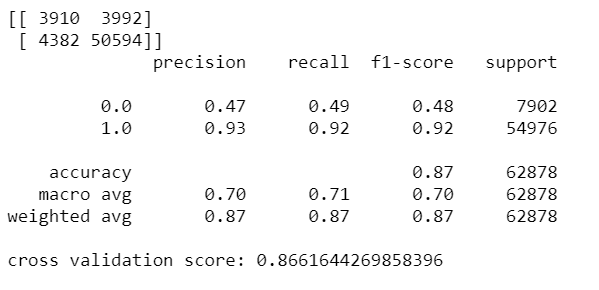 [[ 3910  3992]
 [ 4382 50594]]
              precision    recall  f1-score   support

         0.0       0.47      0.49      0.48      7902
         1.0       0.93      0.92      0.92     54976

    accuracy                           0.87     62878
   macro avg       0.70      0.71      0.70     62878
weighted avg       0.87      0.87      0.87     62878

cross validation score: 0.8661644269858396